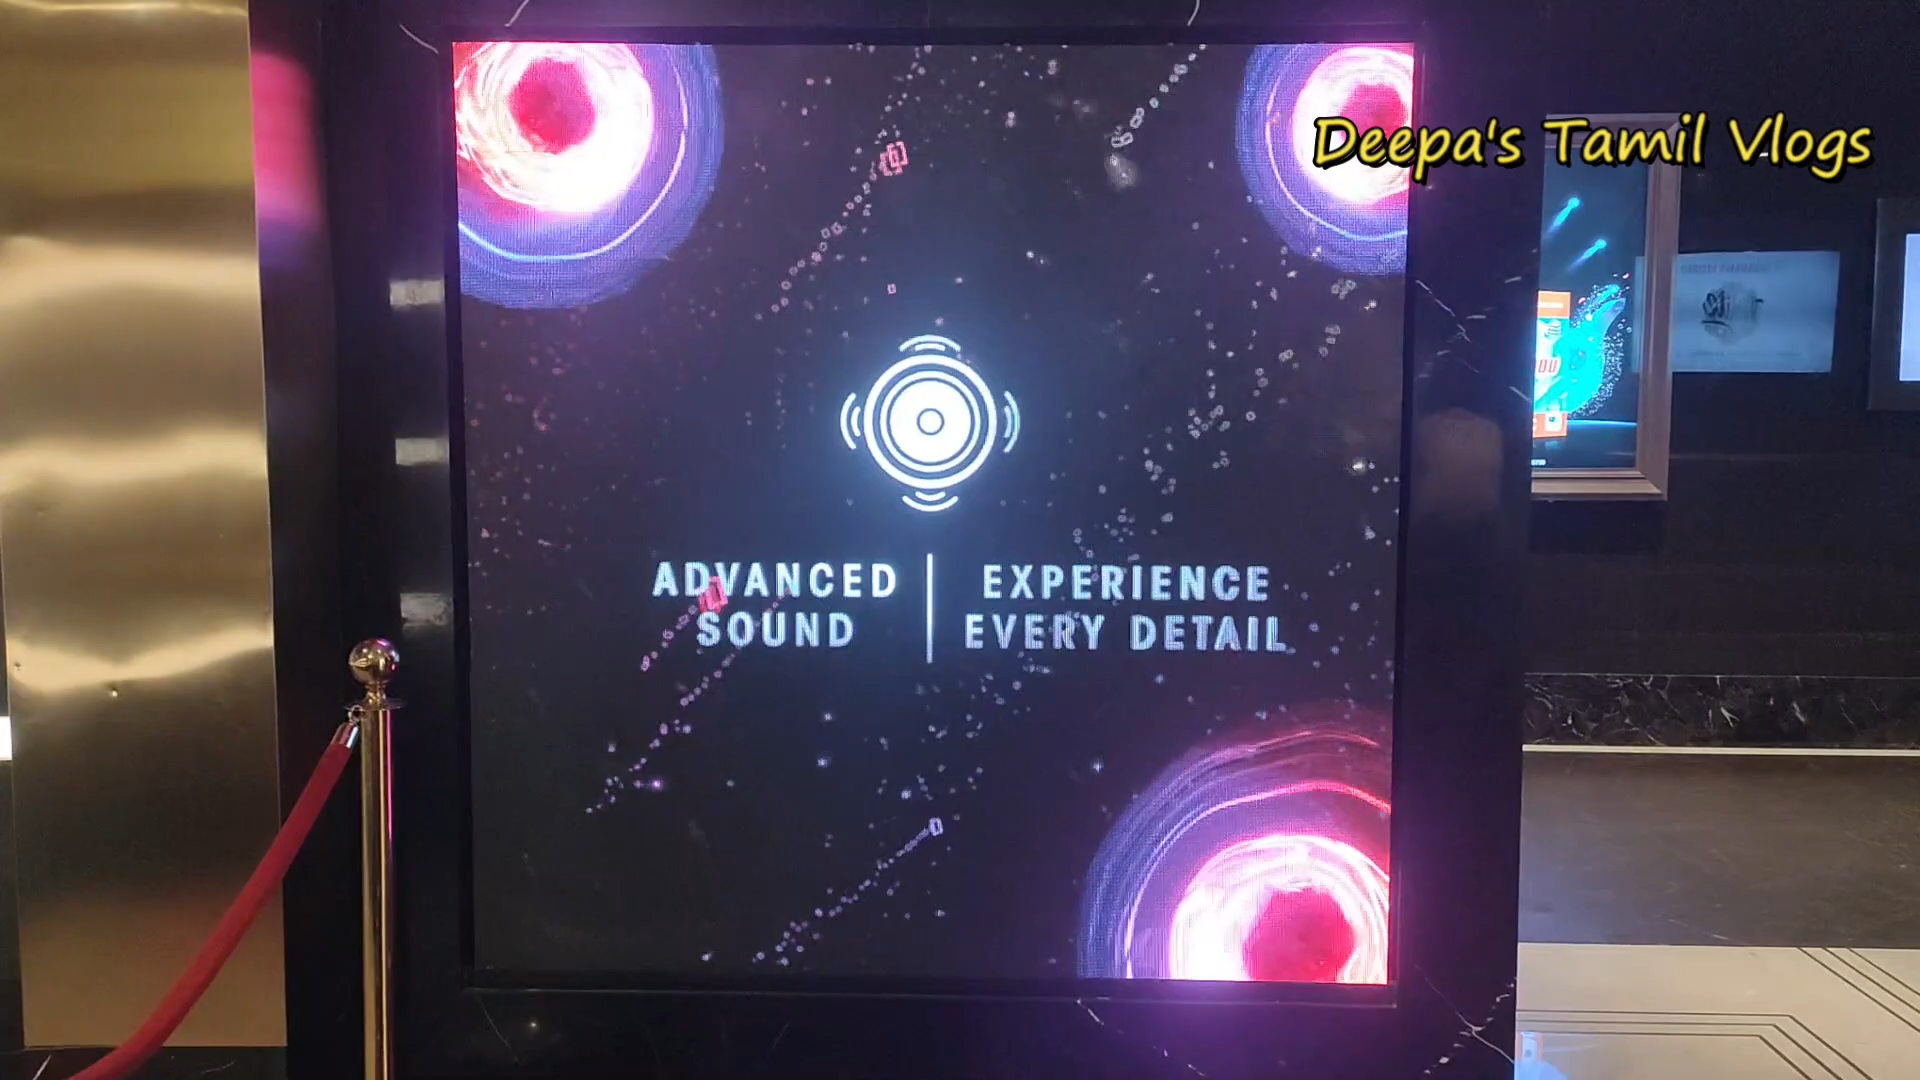 Deepa's Tamil Vlogs
ADVANCED
SOUND
EXPERIENCE
EVERY DETAIL